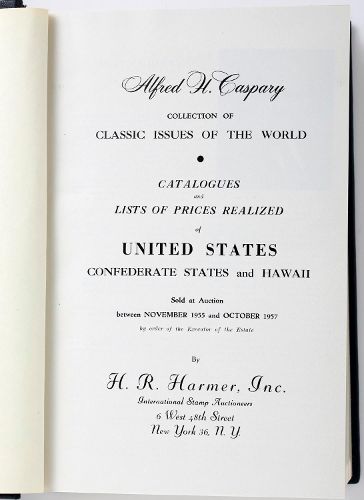 Alfred H. Caspary
COLLECTION OF
CLASSIC ISSUES OF THE WORLD
●
CATALOGUES
and
LISTS OF PRICES REALIZED
of
UNITED STATES
CONFEDERATE STATES and HAWAII
Sold at Auction
between NOVEMBER 1955 and OCTOBER 1957
by order of the Executor of the Estate
By
H. R. Harmer, Inc.
International Stamp Auctioneers
6 West 48th Street
New York 36, N. Y.